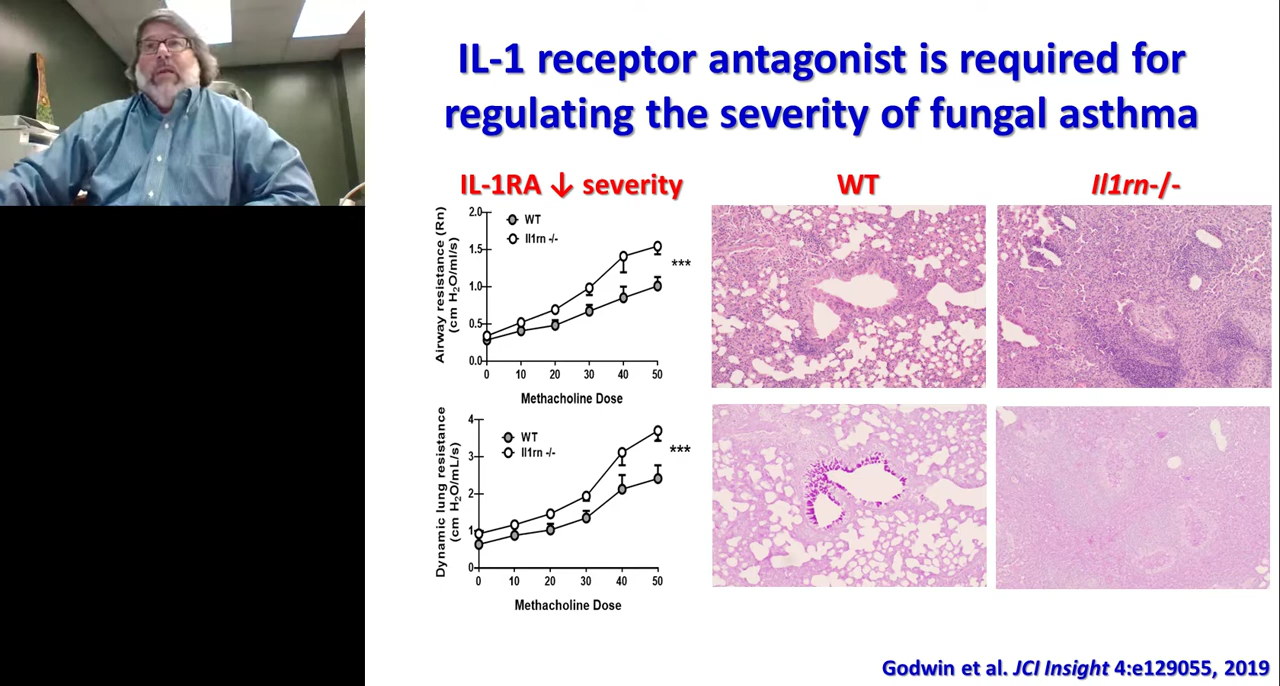 IL-1 receptor antagonist is required for
regulating the severity of fungal asthma
IL-1RA ↓ severity
WT
Il1rn-/-
Airway resistance (Rn)
(cm H2O/ml/s)
2.0
1.5
1.0
0.5
0.0
WT
Il1rn -/-
***
0 10 20 30 40 50
Methacholine Dose
Dynamic lung resistance
(cm H2O/mL/s)
4
3
2
1
0
WT
Il1rn -/-
***
0 10 20 30 40 50
Methacholine Dose
Godwin et al. JCI Insight 4:e129055, 2019